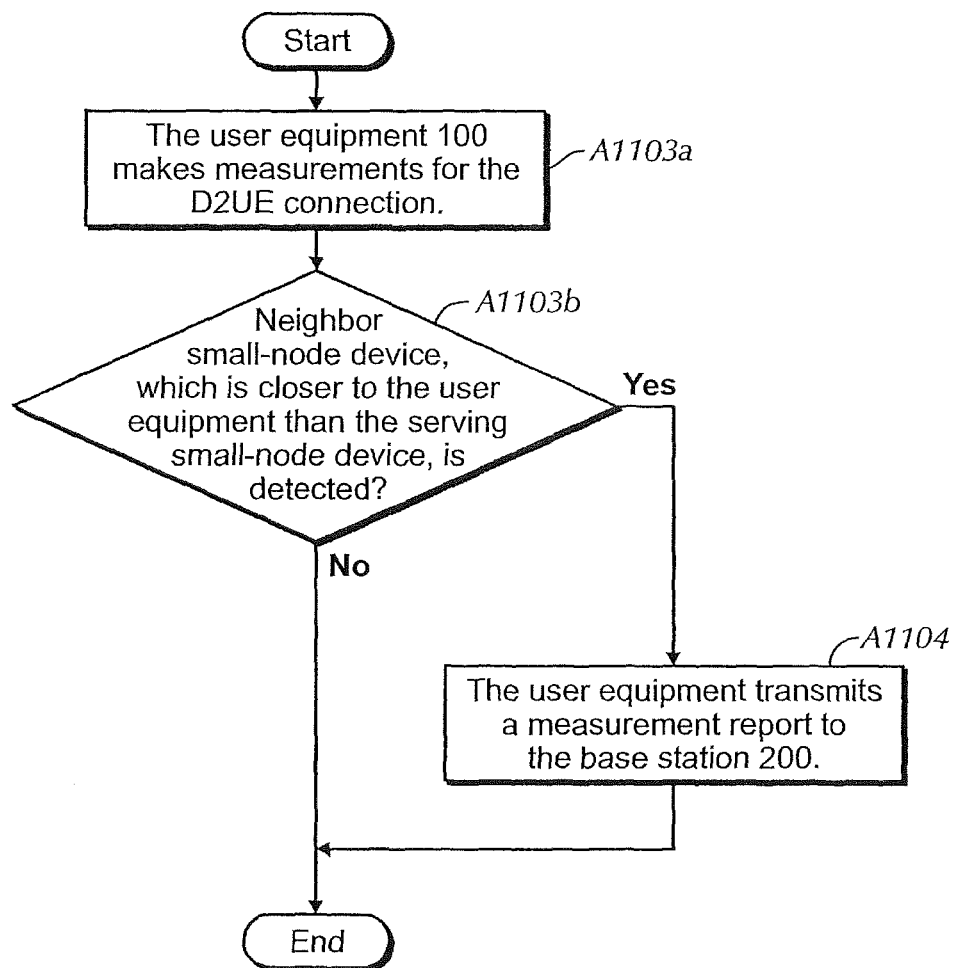 Start
The user equipment 100
makes measurements for the
D2UE connection.
A1103a
A1103b
Neighbor
small-node device,
which is closer to the user
equipment than the serving
small-node device, is
detected?
Yes
No
A1104
The user equipment transmits
a measurement report to
the base station 200.
End